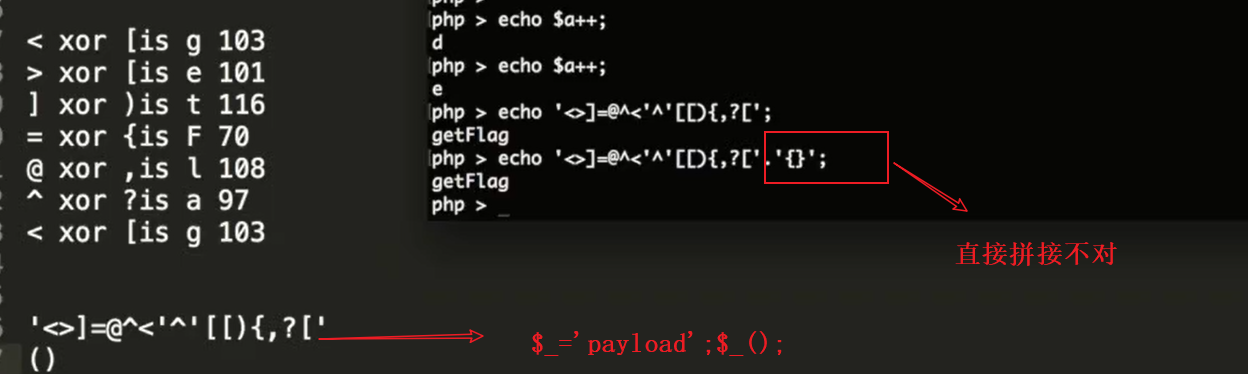 < xor [is g 103
> xor [is e 101
] xor )is t 116
= xor {is F 70
@ xor ,is l 108
^ xor ?is a 97
< xor [is g 103
'<>]=@^<'^'[[){,?['
()
php > echo $a++;
d
php > echo $a++;
e
php > echo '<>]=@^<'^'[[){,?[';
getFlag
php > echo '<>]=@^<'^'[[){,?['.'{}';
getFlag
php > _
直接拼接不对
$_='payload';$_();